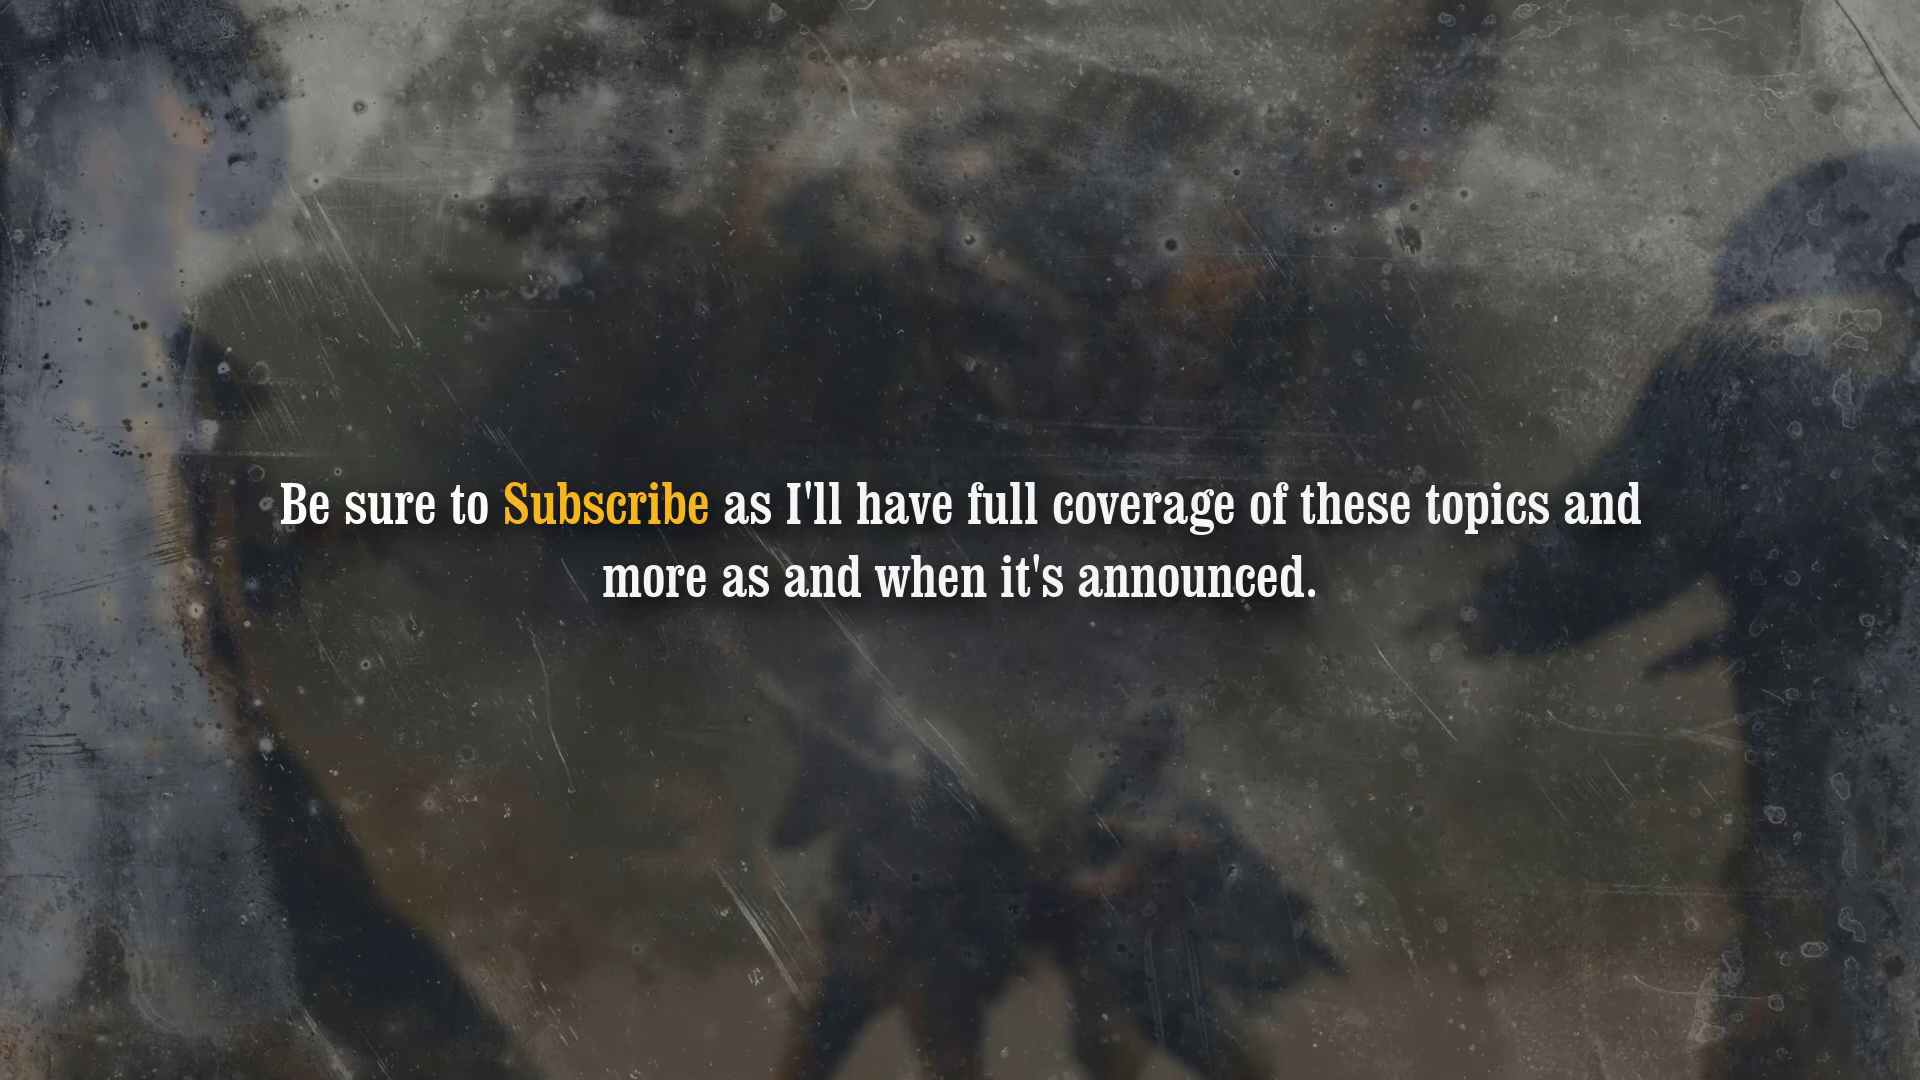 Be sure to Subscribe as I'll have full coverage of these topics and
more as and when it's announced.